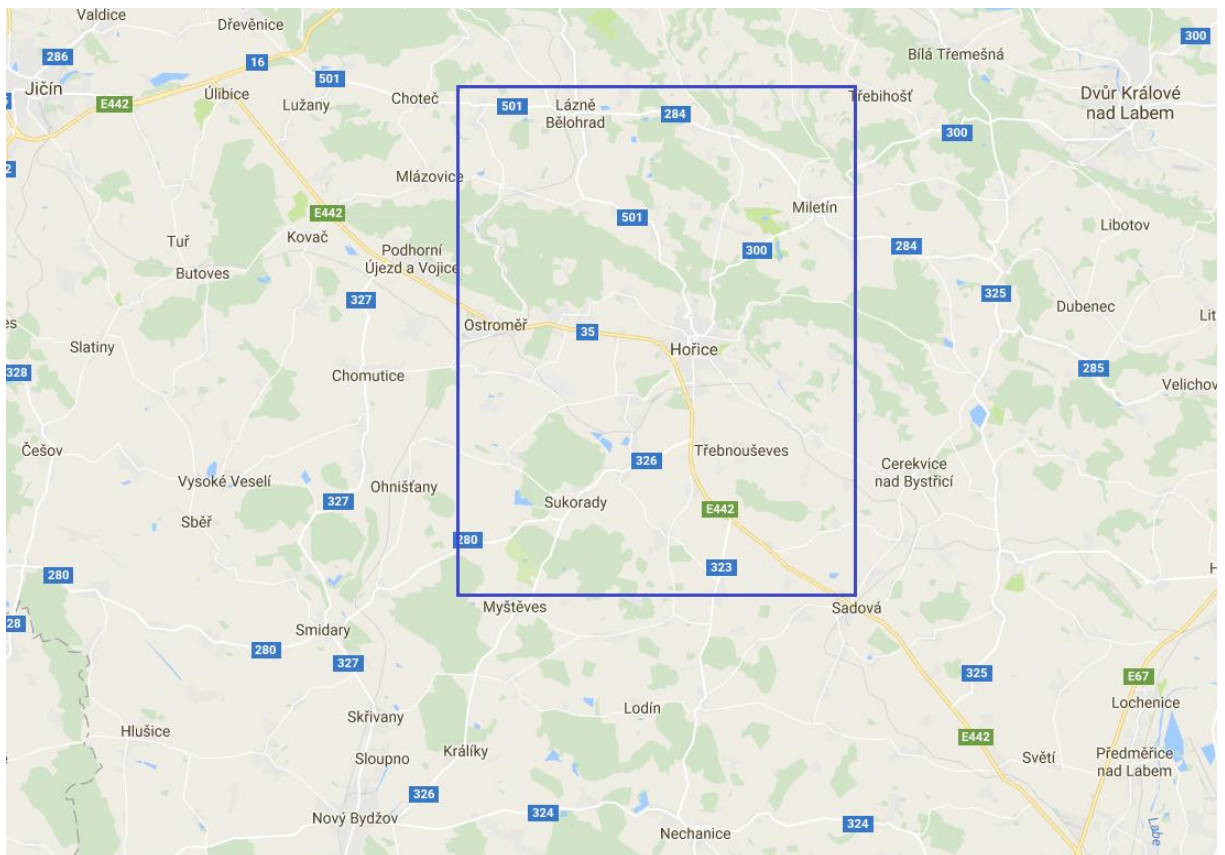 Valdice
Dřevěnice
300
286
16
Bílá Třemešná
Jičín
501
Úlibice
E442
Lužany
Choteč
501
Lázně
Bělohrad
284
Třebihošť
Dvůr Králové
nad Labem
300
Mlázovice
E442
501
Miletín
Libotov
Tuř
Kovač
Podhorní
Újezd a Vojice
300
284
Butoves
327
325
Dubenec
Ostroměř
35
Slatiny
Hořice
328
Chomutice
285
Velichov
Češov
Třebnouševes
326
Cerekvice
nad Bystřicí
Vysoké Veselí
Ohnišťany
327
Sukorady
E442
Sběř
280
280
323
Myštěves
Sadová
28
Smidary
280
327
325
E67
Lochenice
Skřivany
Lodín
Hlušice
E442
Králíky
Sloupno
Světí
Předměřice
nad Labem
326
324
324
Nový Bydžov
Nechanice
Labe